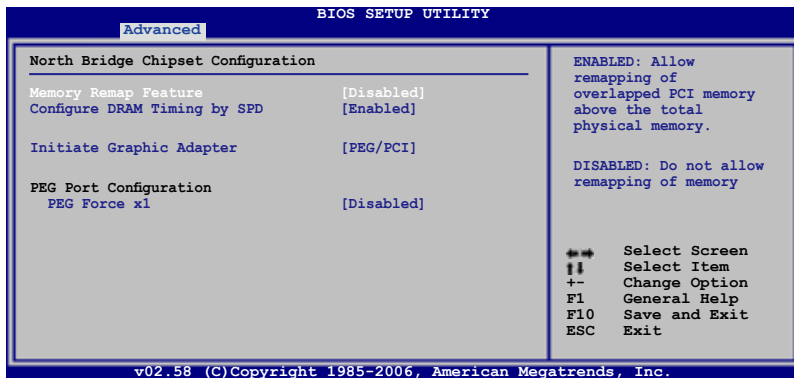 BIOS SETUP UTILITY
Advanced
North Bridge Chipset Configuration
Memory Remap Feature [Disabled]
Configure DRAM Timing by SPD [Enabled]
Initiate Graphic Adapter [PEG/PCI]
PEG Port Configuration
PEG Force x1 [Disabled]
ENABLED: Allow
remapping of
overlapped PCI memory
above the total
physical memory.
DISABLED: Do not allow
remapping of memory
←→ Select Screen
↑↓ Select Item
+- Change Option
F1 General Help
F10 Save and Exit
ESC Exit
v02.58 (C)Copyright 1985-2006, American Megatrends, Inc.